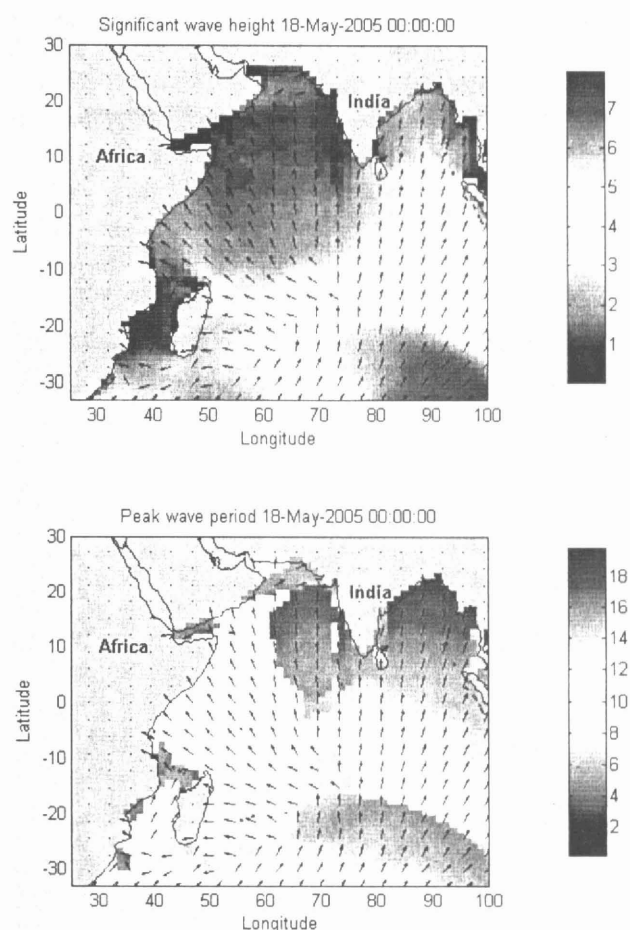 Significant wave height 18-May-2005 00:00:00
30
20
10
0
-10
-20
-30
Latitude
India
Africa
30 40 50 60 70 80 90 100
Longitude
7
6
5
4
3
2
1
Peak wave period 18-May-2005 00:00:00
30
20
10
0
-10
-20
-30
Latitude
India
Africa
30 40 50 60 70 80 90 100
Longitude
18
16
14
12
10
8
6
4
2